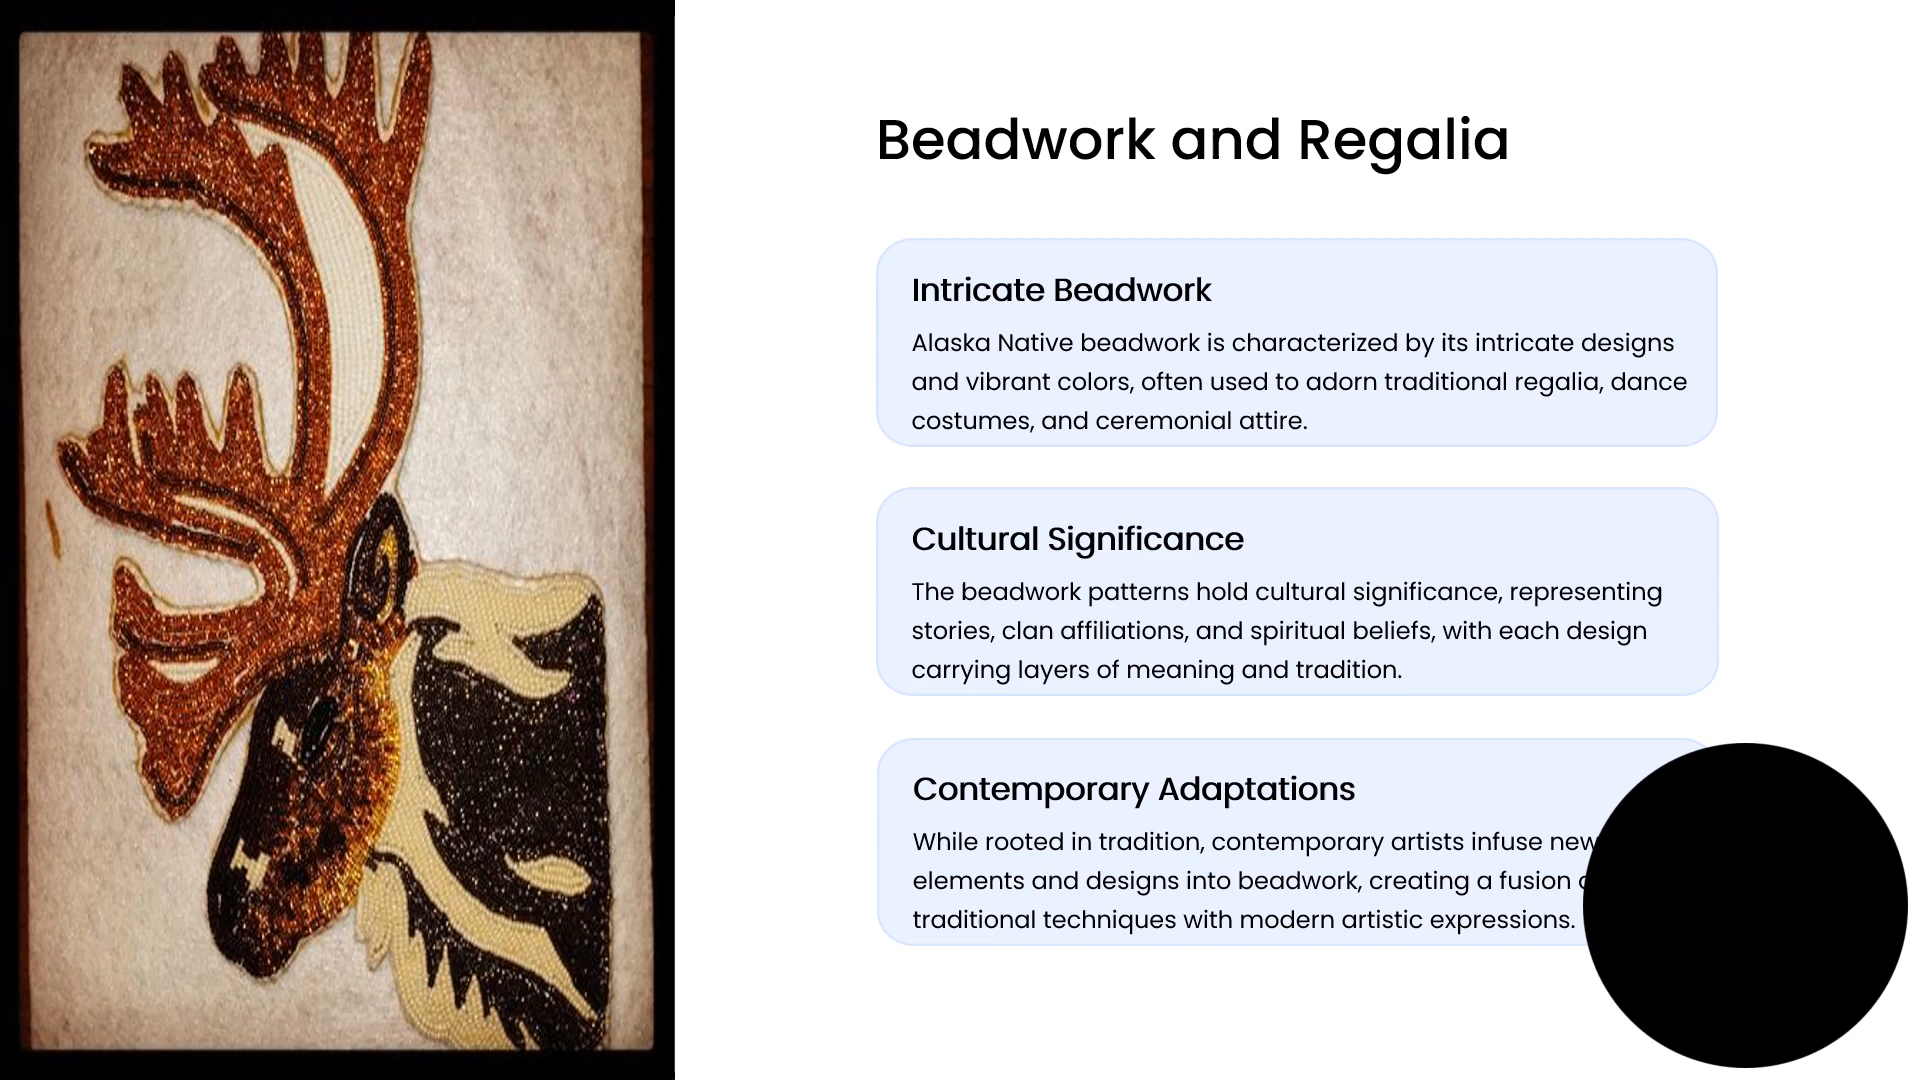 Beadwork and Regalia
Intricate Beadwork
Alaska Native beadwork is characterized by its intricate designs
and vibrant colors, often used to adorn traditional regalia, dance
costumes, and ceremonial attire.
Cultural Significance
The beadwork patterns hold cultural significance, representing
stories, clan affiliations, and spiritual beliefs, with each design
carrying layers of meaning and tradition.
Contemporary Adaptations
While rooted in tradition, contemporary artists infuse new
elements and designs into beadwork, creating a fusion
traditional techniques with modern artistic expressions.